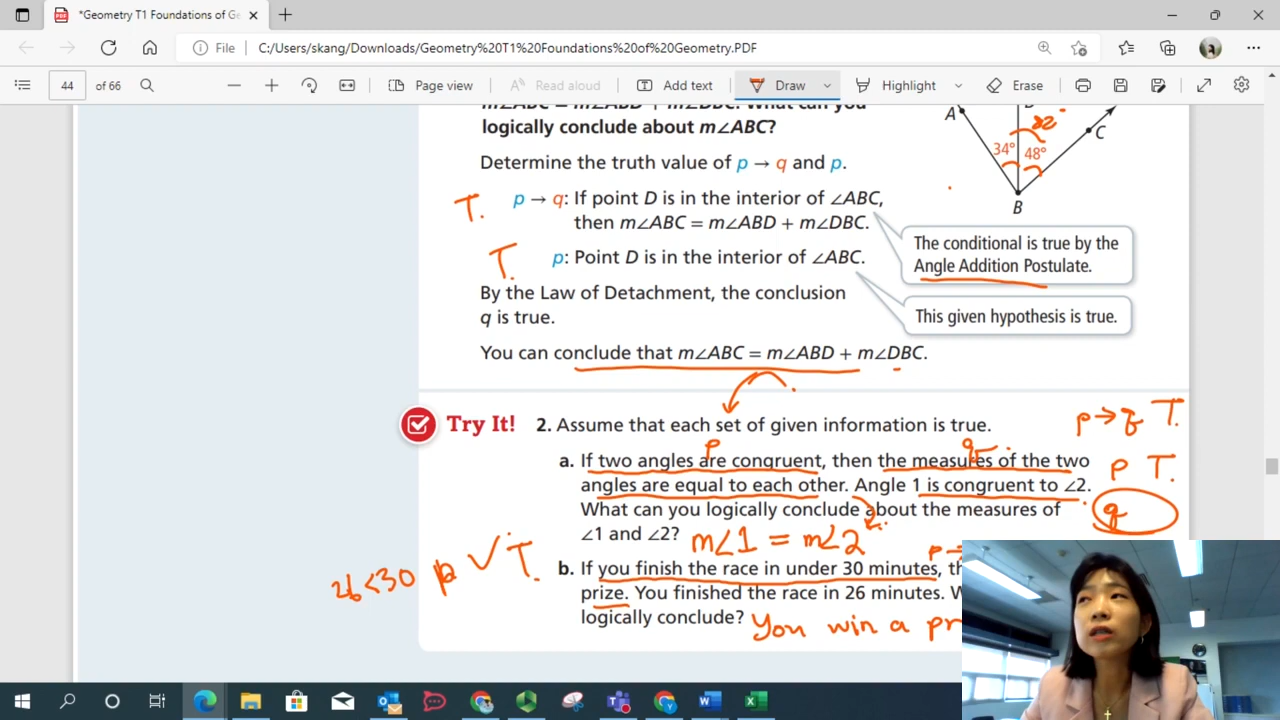 *Geometry T1 Foundations of Ge
File C:/Users/skang/Downloads/Geometry%20T1%20Foundations%20of%20Geometry.PDF
44 of 66 Page view Read aloud Add text Draw Highlight Erase
logically conclude about m∠ABC?
Determine the truth value of p → q and p.
T. p → q: If point D is in the interior of ∠ABC,
then m∠ABC = m∠ABD + m∠DBC.
T. p: Point D is in the interior of ∠ABC.
By the Law of Detachment, the conclusion
q is true.
You can conclude that m∠ABC = m∠ABD + m∠DBC.
A
C
34° 48°
B
The conditional is true by the
Angle Addition Postulate.
This given hypothesis is true.
Try It! 2. Assume that each set of given information is true.
p → q T.
p q
a. If two angles are congruent, then the measures of the two
p T.
angles are equal to each other. Angle 1 is congruent to ∠2.
What can you logically conclude about the measures of
q
∠1 and ∠2? m∠1 = m∠2
26<30 p T.
b. If you finish the race in under 30 minutes,
prize. You finished the race in 26 minutes.
logically conclude? You win a